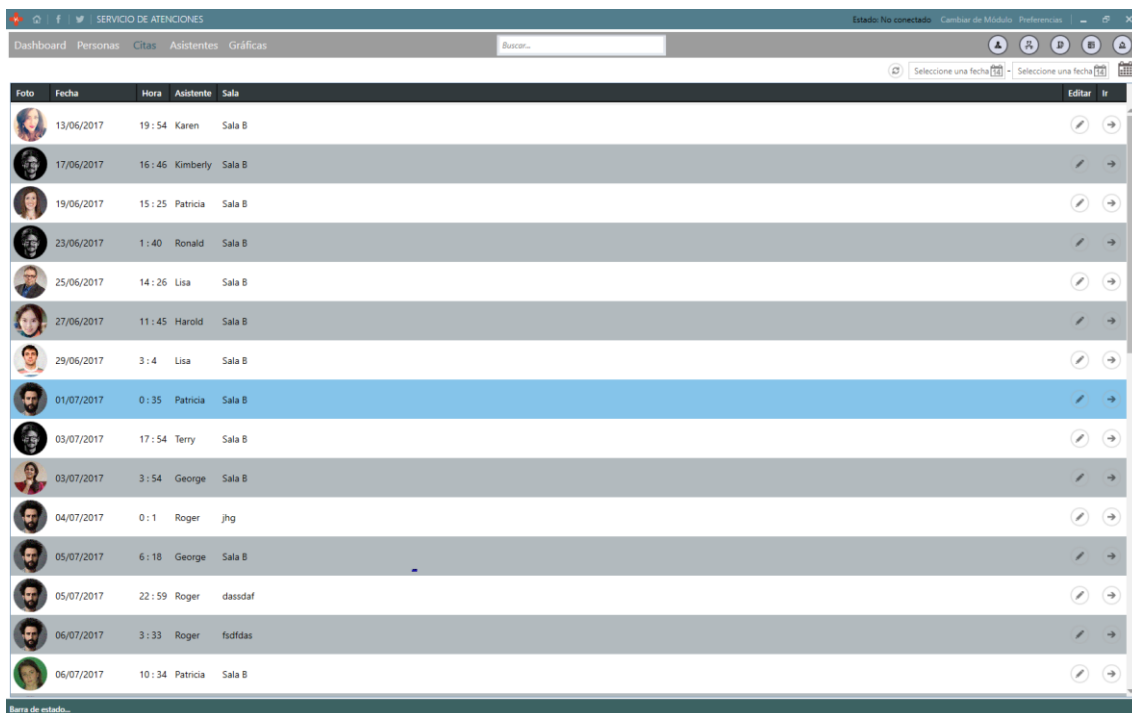 SERVICIO DE ATENCIONES Estado: No conectado Cambiar de Módulo Preferencias
Dashboard Personas Citas Asistentes Gráficas Buscar...
Seleccione una fecha 14 - Seleccione una fecha 14
Foto Fecha Hora Asistente Sala Editar Ir
13/06/2017 19 : 54 Karen Sala B
17/06/2017 16 : 46 Kimberly Sala B
19/06/2017 15 : 25 Patricia Sala B
23/06/2017 1 : 40 Ronald Sala B
25/06/2017 14 : 26 Lisa Sala B
27/06/2017 11 : 45 Harold Sala B
29/06/2017 3 : 4 Lisa Sala B
01/07/2017 0 : 35 Patricia Sala B
03/07/2017 17 : 54 Terry Sala B
03/07/2017 3 : 54 George Sala B
04/07/2017 0 : 1 Roger jhg
05/07/2017 6 : 18 George Sala B
05/07/2017 22 : 59 Roger dassdaf
06/07/2017 3 : 33 Roger fsdfdas
06/07/2017 10 : 34 Patricia Sala B
Barra de estado...